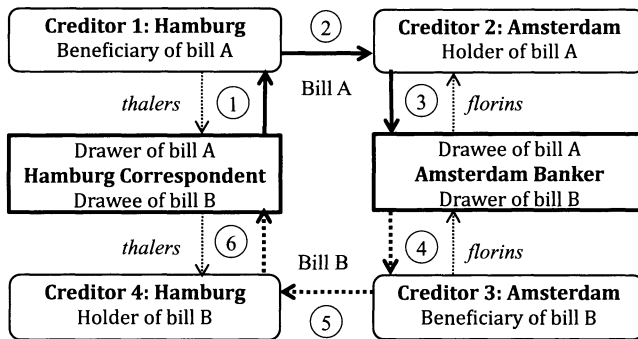 Creditor 1: Hamburg
Beneficiary of bill A
2
Creditor 2: Amsterdam
Holder of bill A
thalers
1
Bill A
3
florins
Drawer of bill A
Hamburg Correspondent
Drawee of bill B
Drawee of bill A
Amsterdam Banker
Drawer of bill B
thalers
6
Bill B
4
florins
Creditor 4: Hamburg
Holder of bill B
5
Creditor 3: Amsterdam
Beneficiary of bill B